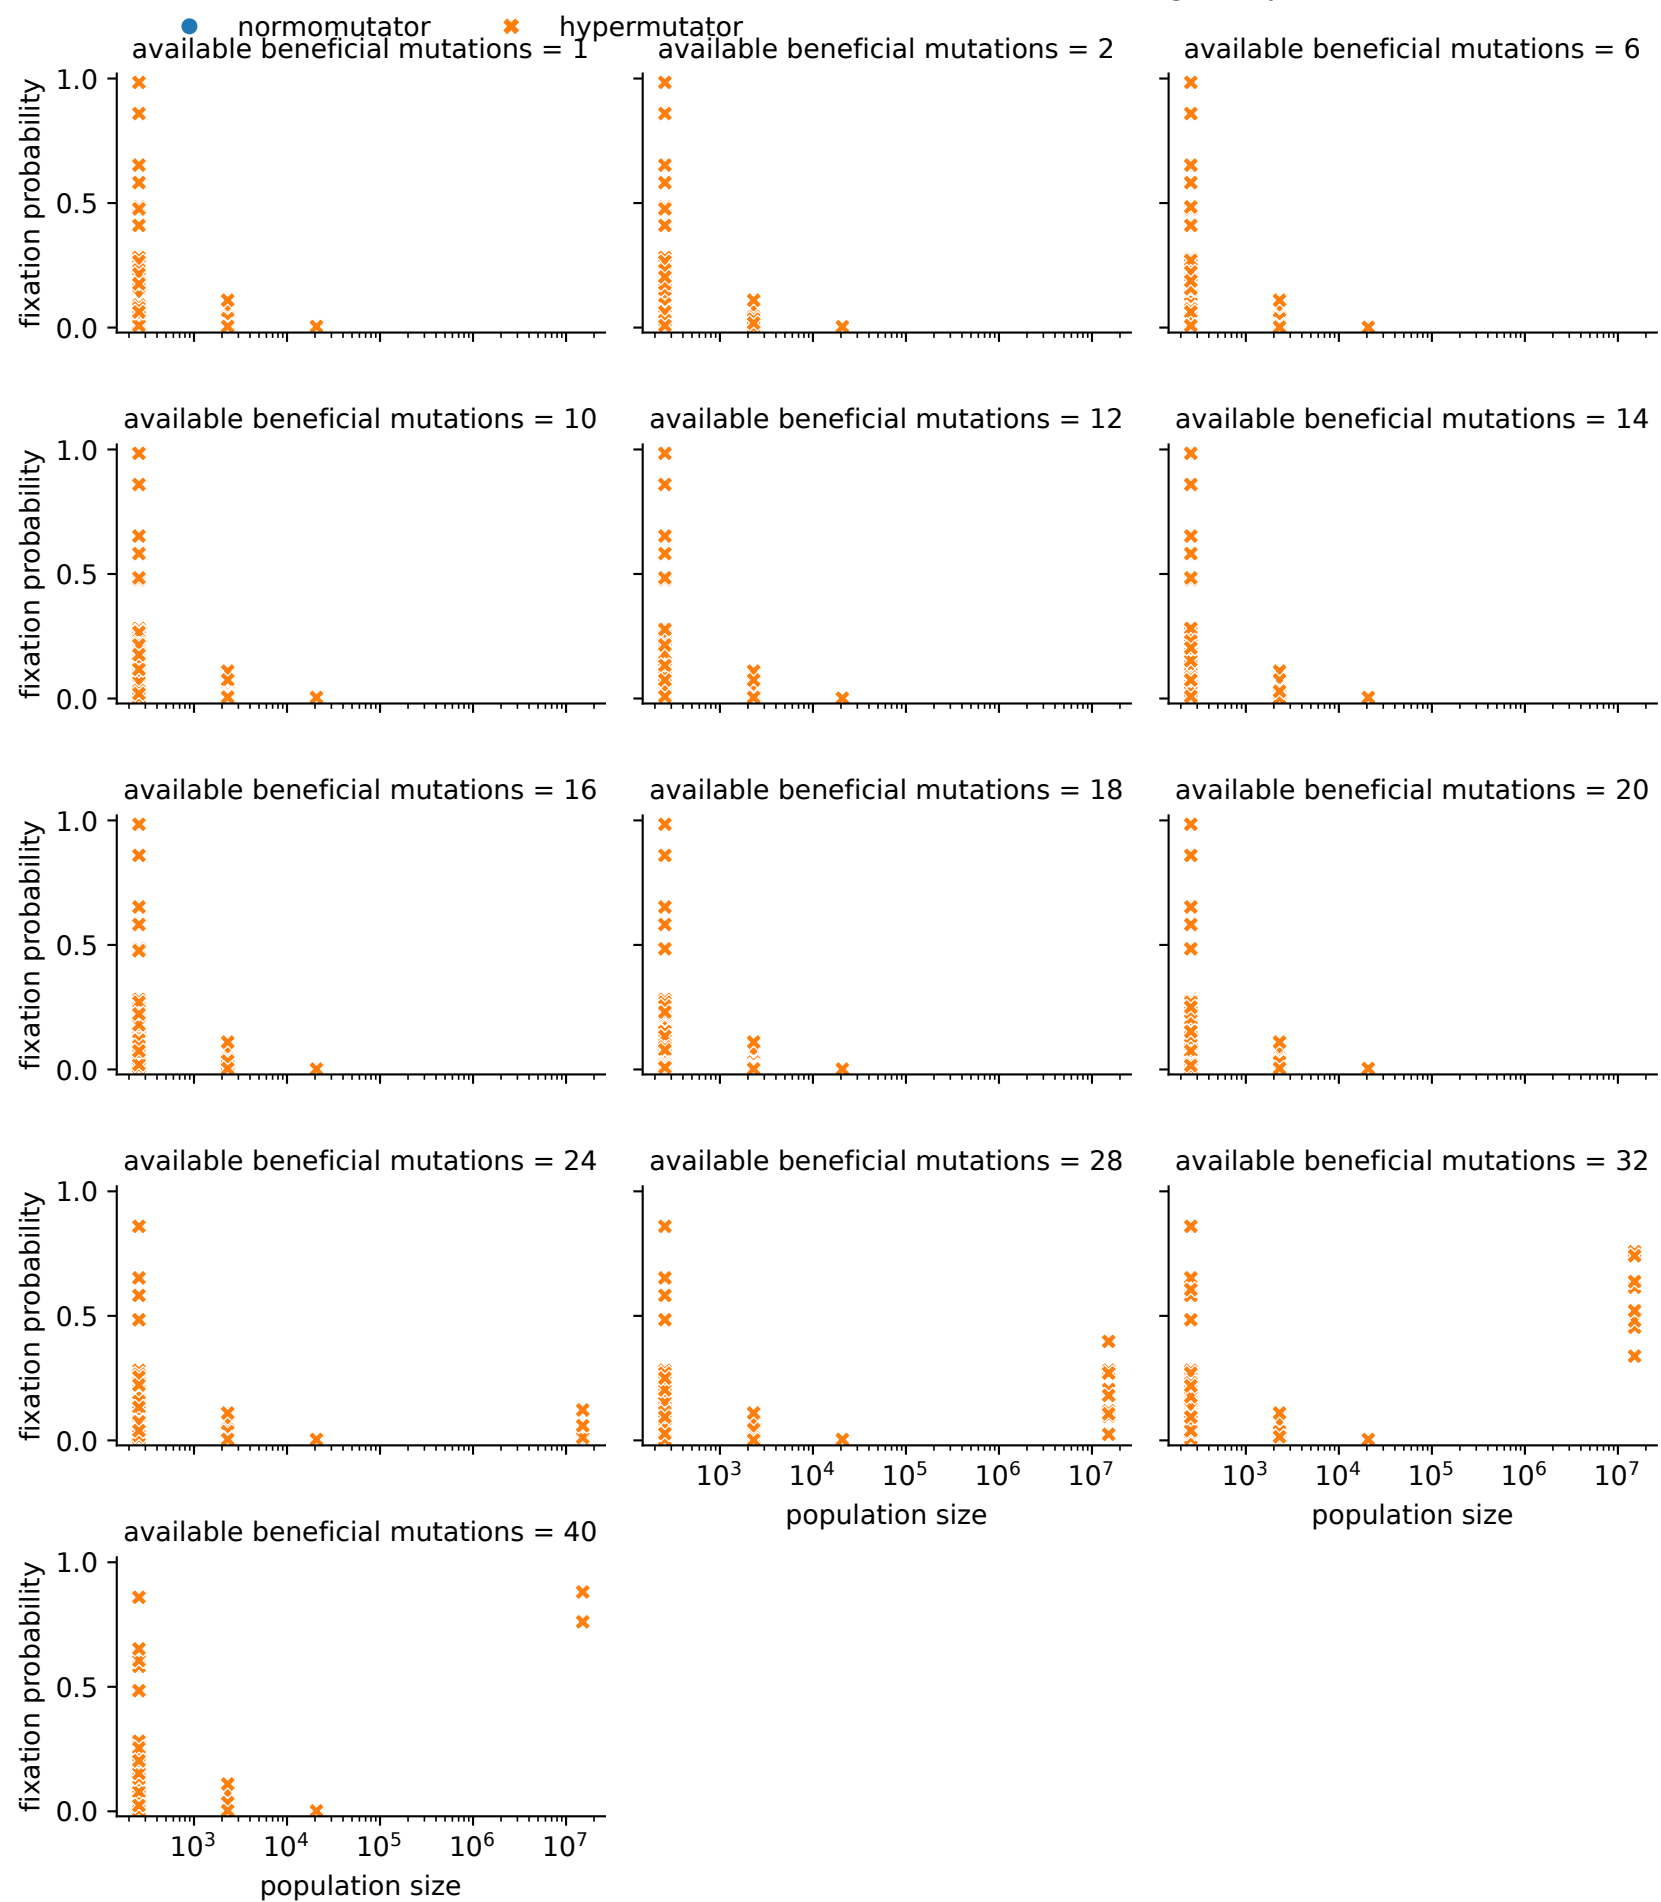 normomutator hypermutator
available beneficial mutations = 1 available beneficial mutations = 2 available beneficial mutations = 6
fixation probability
1.0
0.5
0.0
available beneficial mutations = 10 available beneficial mutations = 12 available beneficial mutations = 14
fixation probability
1.0
0.5
0.0
available beneficial mutations = 16 available beneficial mutations = 18 available beneficial mutations = 20
fixation probability
1.0
0.5
0.0
available beneficial mutations = 24 available beneficial mutations = 28 available beneficial mutations = 32
fixation probability
1.0
0.5
0.0
10³ 10⁴ 10⁵ 10⁶ 10⁷ 10³ 10⁴ 10⁵ 10⁶ 10⁷
population size population size
available beneficial mutations = 40
fixation probability
1.0
0.5
0.0
10³ 10⁴ 10⁵ 10⁶ 10⁷
population size